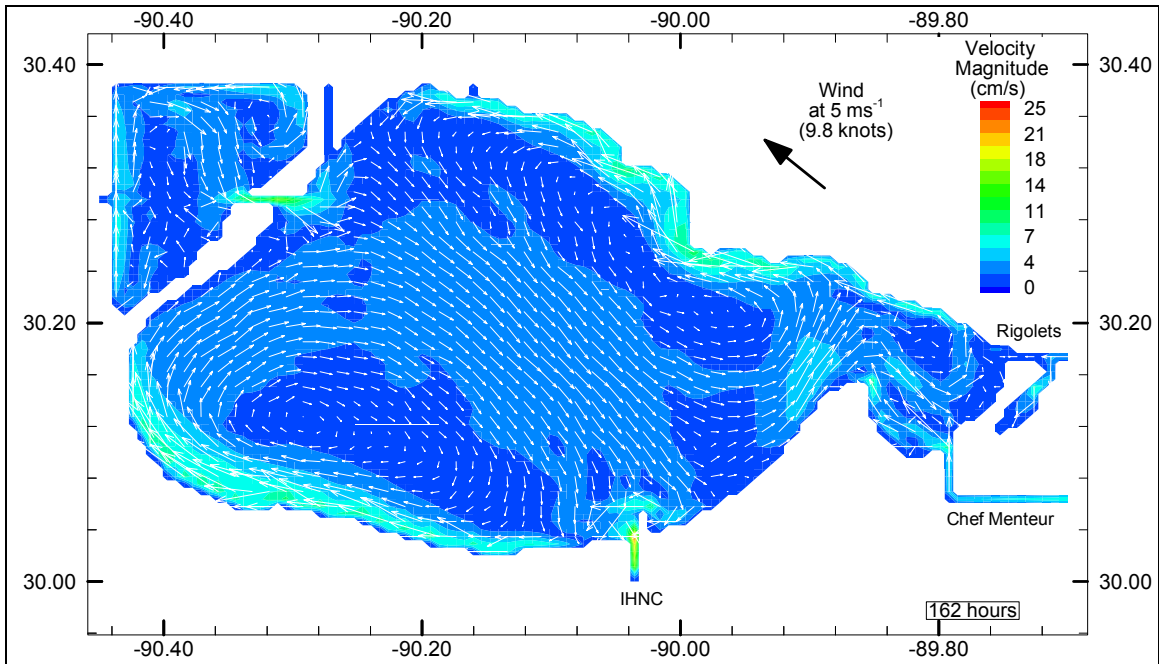 -90.40 -90.20 -90.00 -89.80
30.40 30.40
Velocity
Magnitude
(cm/s)
25
21
18
14
11
7
4
0
Wind
at 5 ms⁻¹
(9.8 knots)
30.20 30.20
Rigolets
Chef Menteur
30.00 30.00
IHNC
162 hours
-90.40 -90.20 -90.00 -89.80